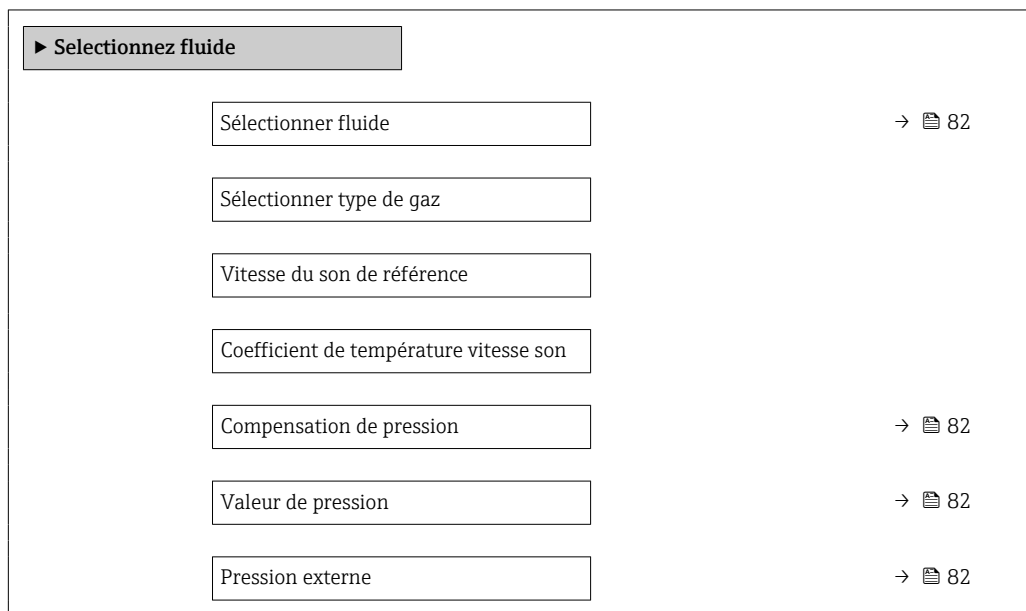 ▶ Selectionnez fluide
Sélectionner fluide → 82
Sélectionner type de gaz
Vitesse du son de référence
Coefficient de température vitesse son
Compensation de pression → 82
Valeur de pression → 82
Pression externe → 82